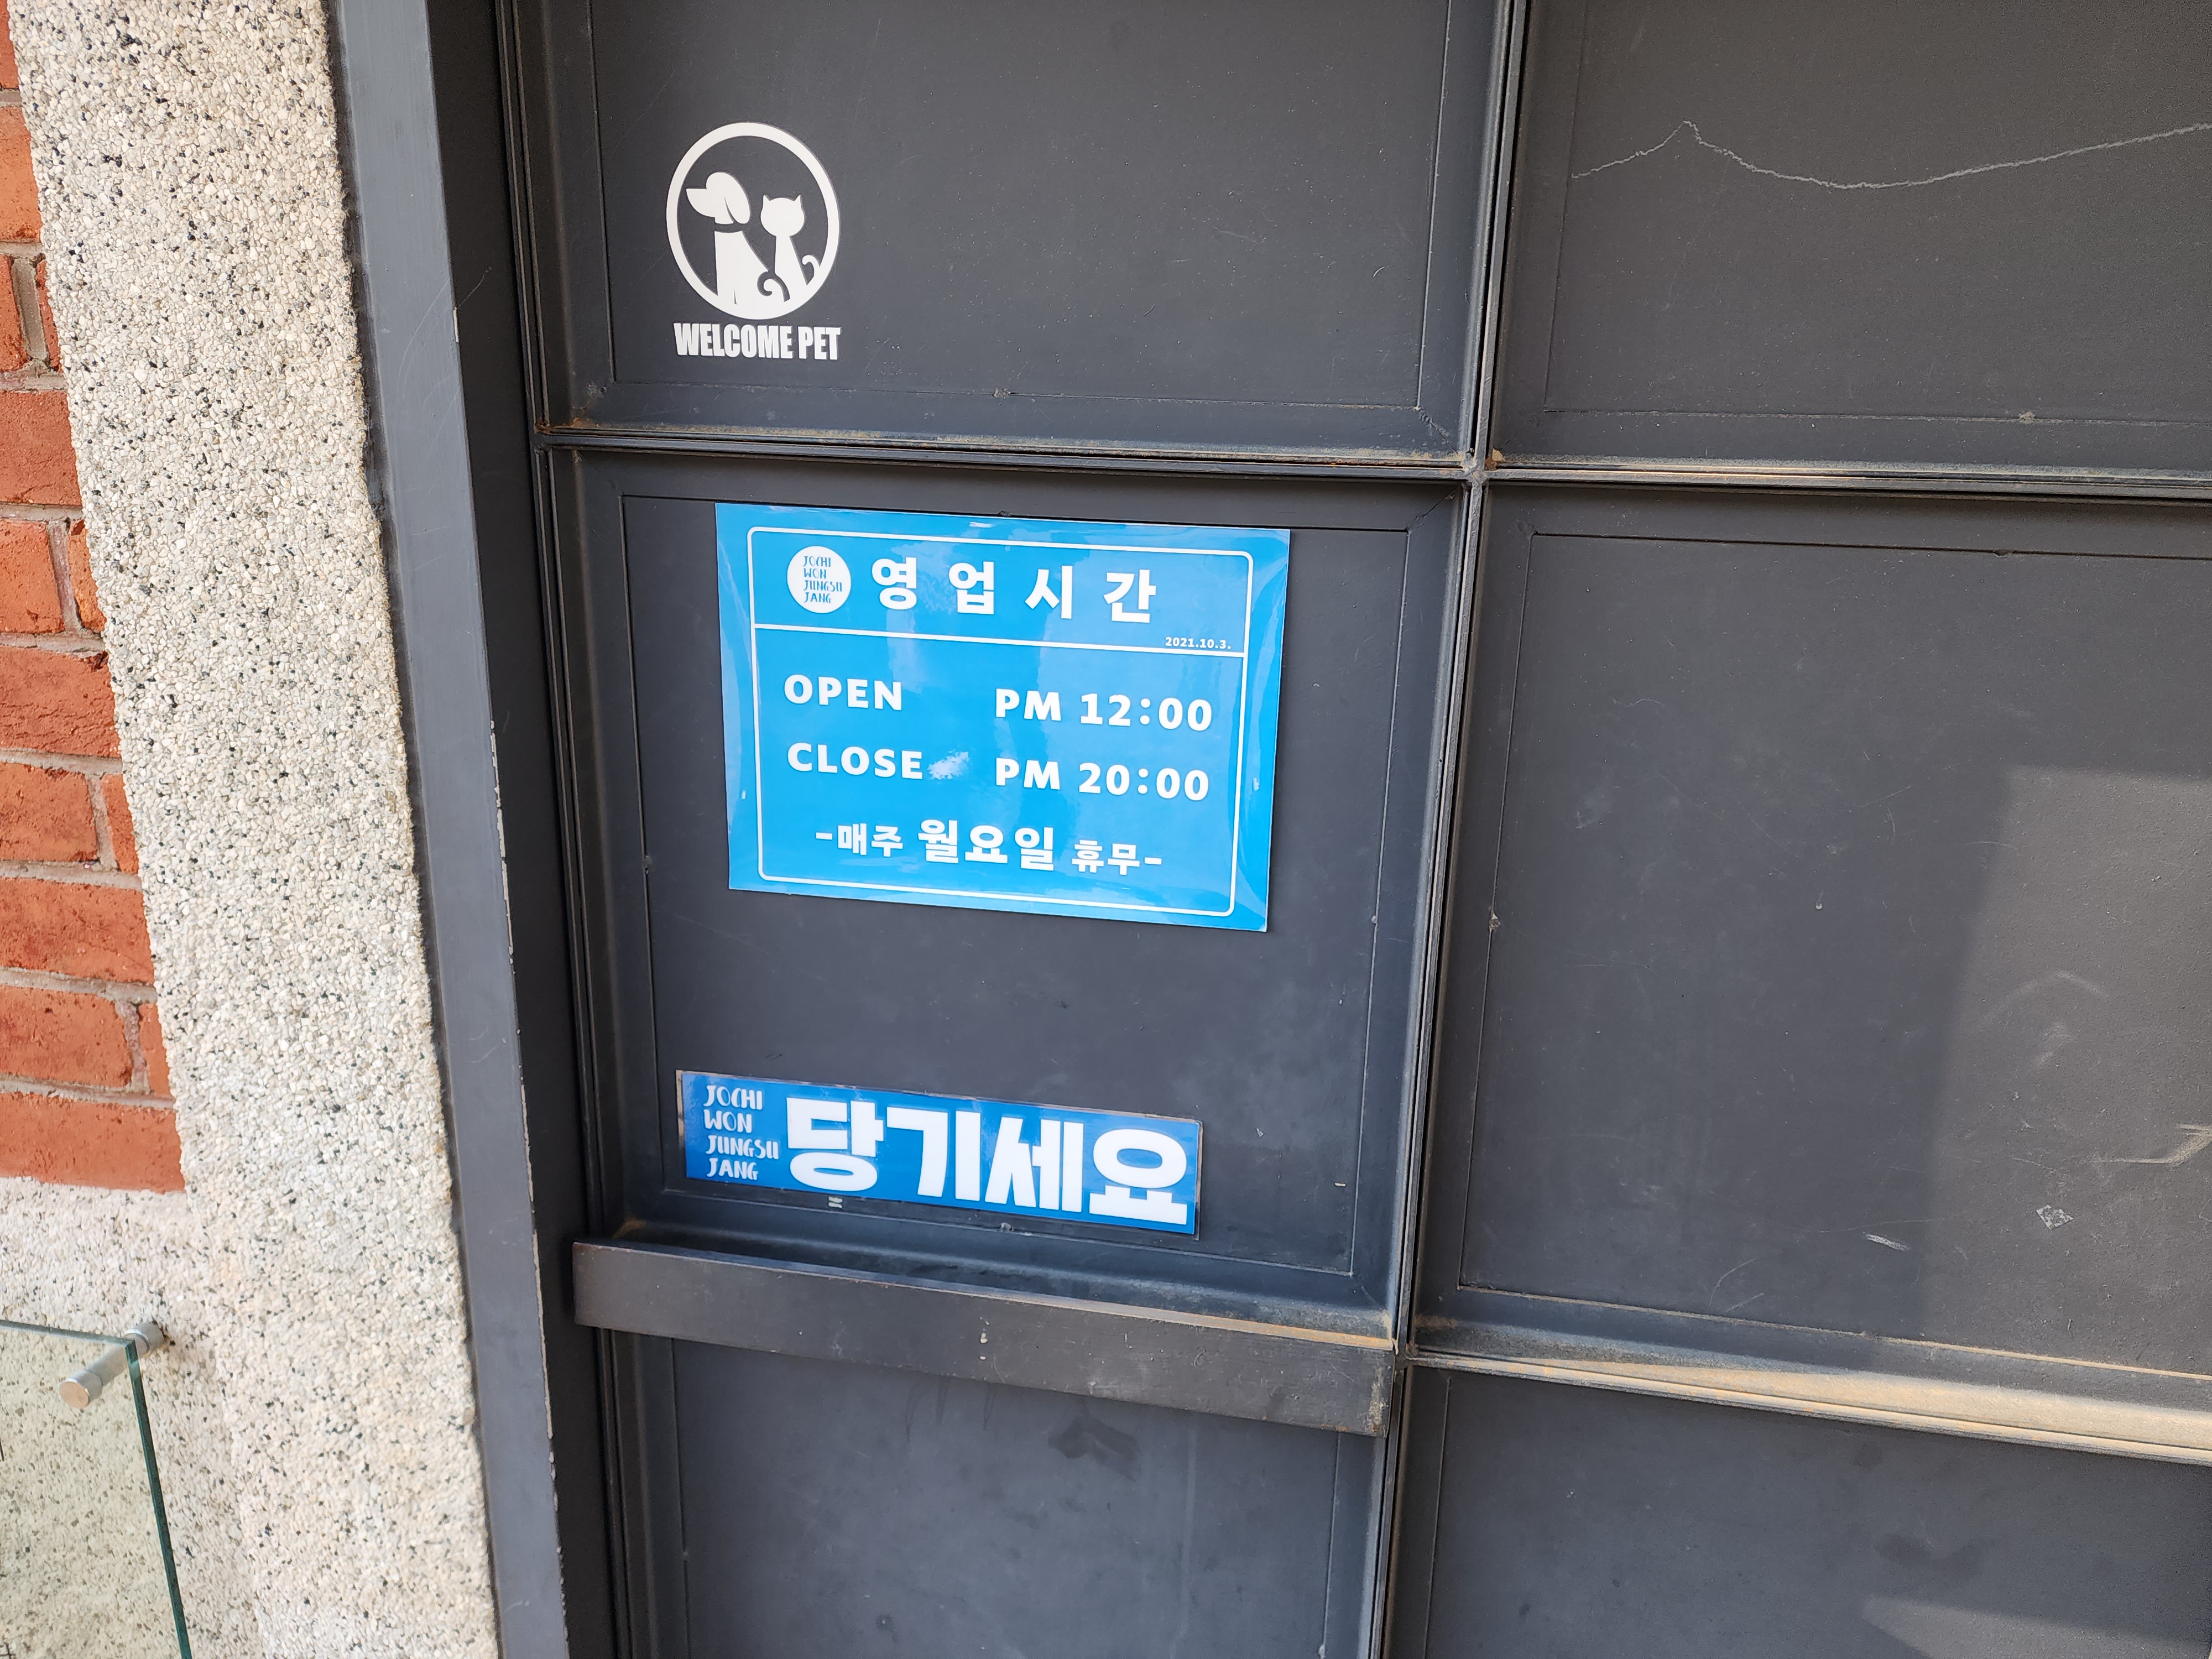 WELCOME PET
JOCHI
WON
JUNGSU
JANG
영업시간
2021.10.3.
OPEN PM 12:00
CLOSE PM 20:00
-매주 월요일 휴무-
JOCHI
WON
JUNGSU
JANG
당기세요